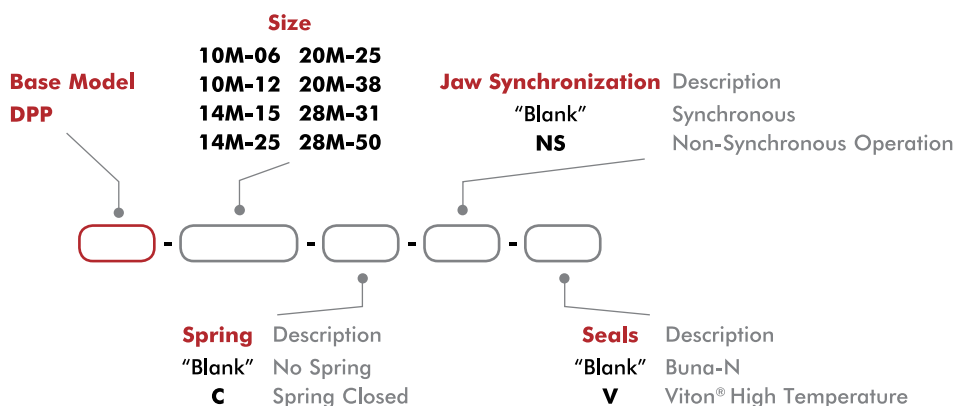 Size
10M-06 20M-25
10M-12 20M-38
14M-15 28M-31
14M-25 28M-50
Base Model
DPP
Jaw Synchronization Description
"Blank" Synchronous
NS Non-Synchronous Operation
- - - -
Spring Description
"Blank" No Spring
C Spring Closed
Seals Description
"Blank" Buna-N
V Viton® High Temperature